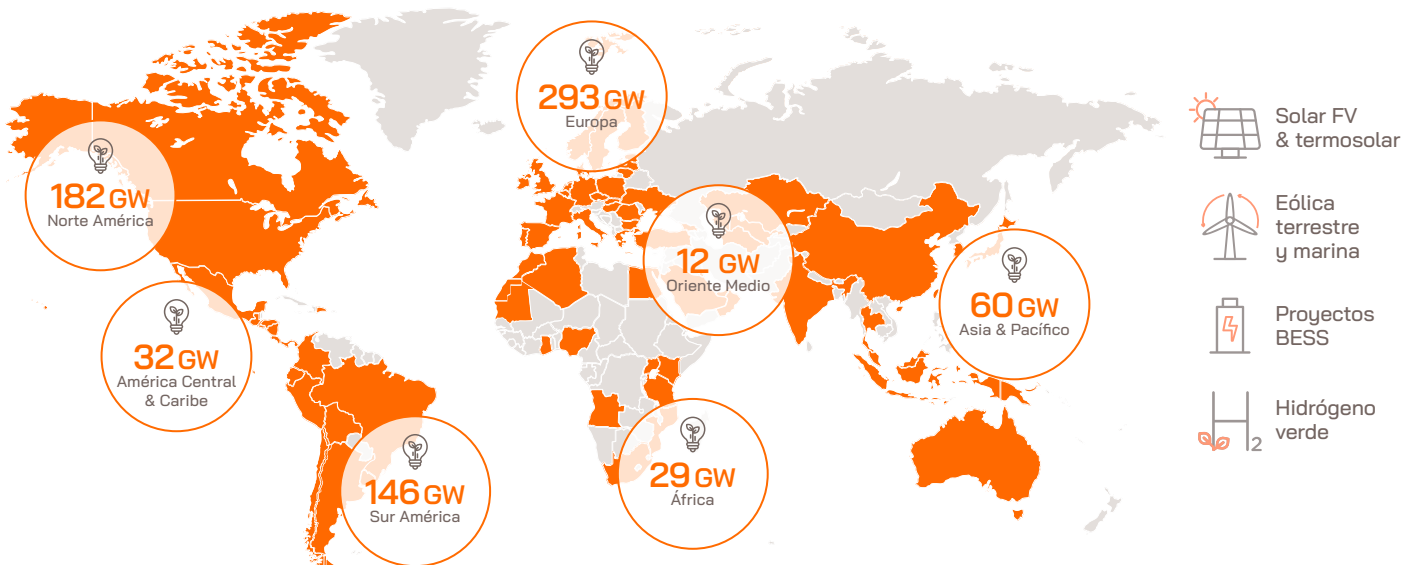 293 GW
Europa
182 GW
Norte América
12 GW
Oriente Medio
60 GW
Asia & Pacífico
32 GW
América Central
& Caribe
146 GW
Sur América
29 GW
África
Solar FV
& termosolar
Eólica
terrestre
y marina
Proyectos
BESS
H2
Hidrógeno
verde